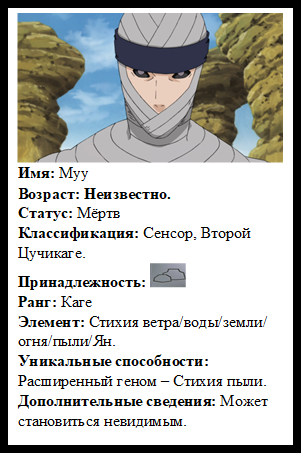 Имя: Муу
Возраст: Неизвестно.
Статус: Мёртв
Классификация: Сенсор, Второй
Цучикаге.
Принадлежность:
Ранг: Каге
Элемент: Стихия ветра/воды/земли/
огня/пыли/Ян.
Уникальные способности:
Расширенный геном – Стихия пыли.
Дополнительные сведения: Может
становиться невидимым.